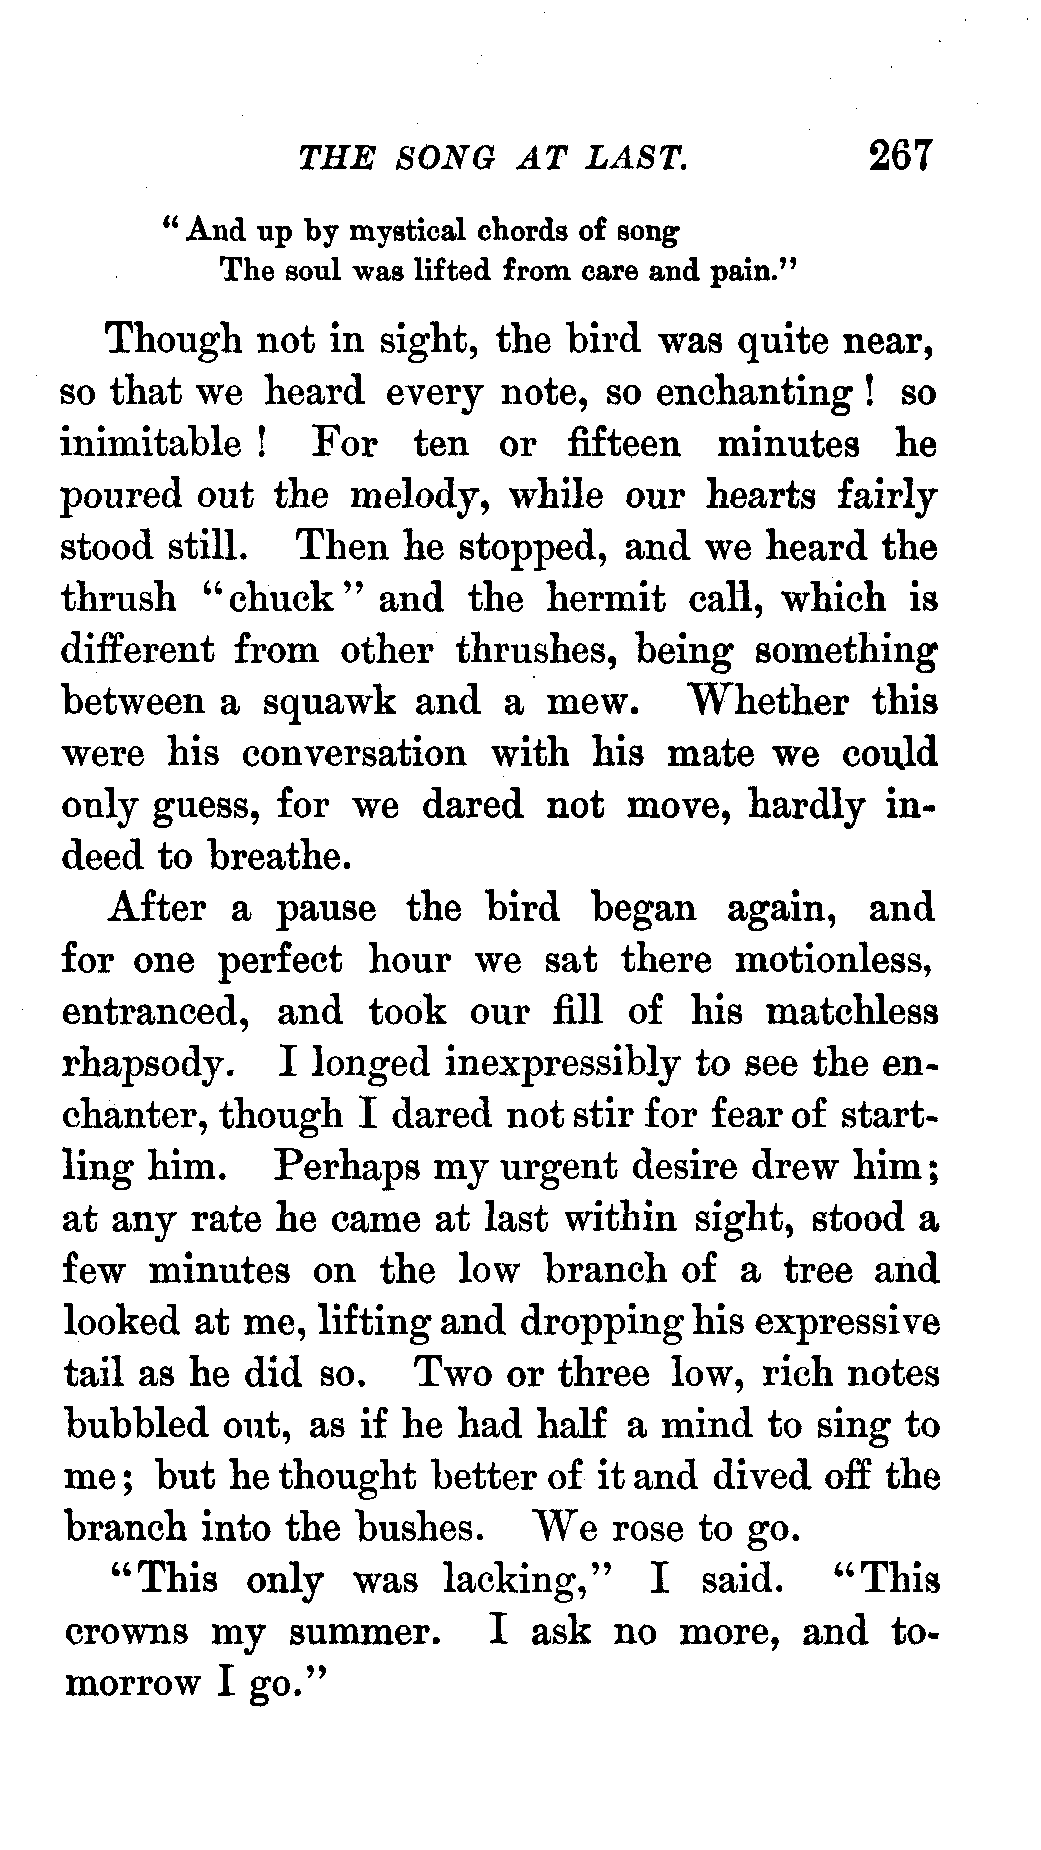 THE SONG AT LAST. 267
“And up by mystical chords of song
The soul was lifted from care and pain.”
Though not in sight, the bird was quite near,
so that we heard every note, so enchanting! so
inimitable! For ten or fifteen minutes he
poured out the melody, while our hearts fairly
stood still. Then he stopped, and we heard the
thrush “chuck” and the hermit call, which is
different from other thrushes, being something
between a squawk and a mew. Whether this
were his conversation with his mate we could
only guess, for we dared not move, hardly in-
deed to breathe.
After a pause the bird began again, and
for one perfect hour we sat there motionless,
entranced, and took our fill of his matchless
rhapsody. I longed inexpressibly to see the en-
chanter, though I dared not stir for fear of start-
ling him. Perhaps my urgent desire drew him;
at any rate he came at last within sight, stood a
few minutes on the low branch of a tree and
looked at me, lifting and dropping his expressive
tail as he did so. Two or three low, rich notes
bubbled out, as if he had half a mind to sing to
me; but he thought better of it and dived off the
branch into the bushes. We rose to go.
“This only was lacking,” I said. “This
crowns my summer. I ask no more, and to-
morrow I go.”